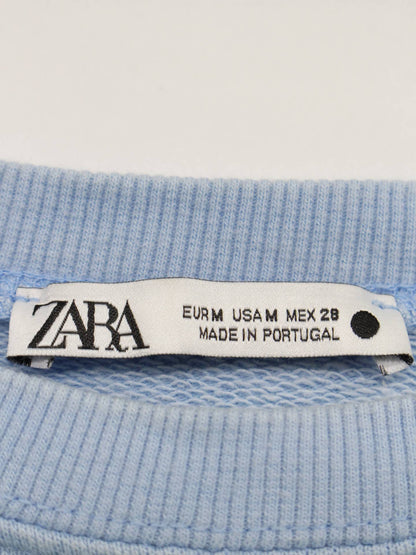 ZARA
EUR M USA M MEX 28
MADE IN PORTUGAL